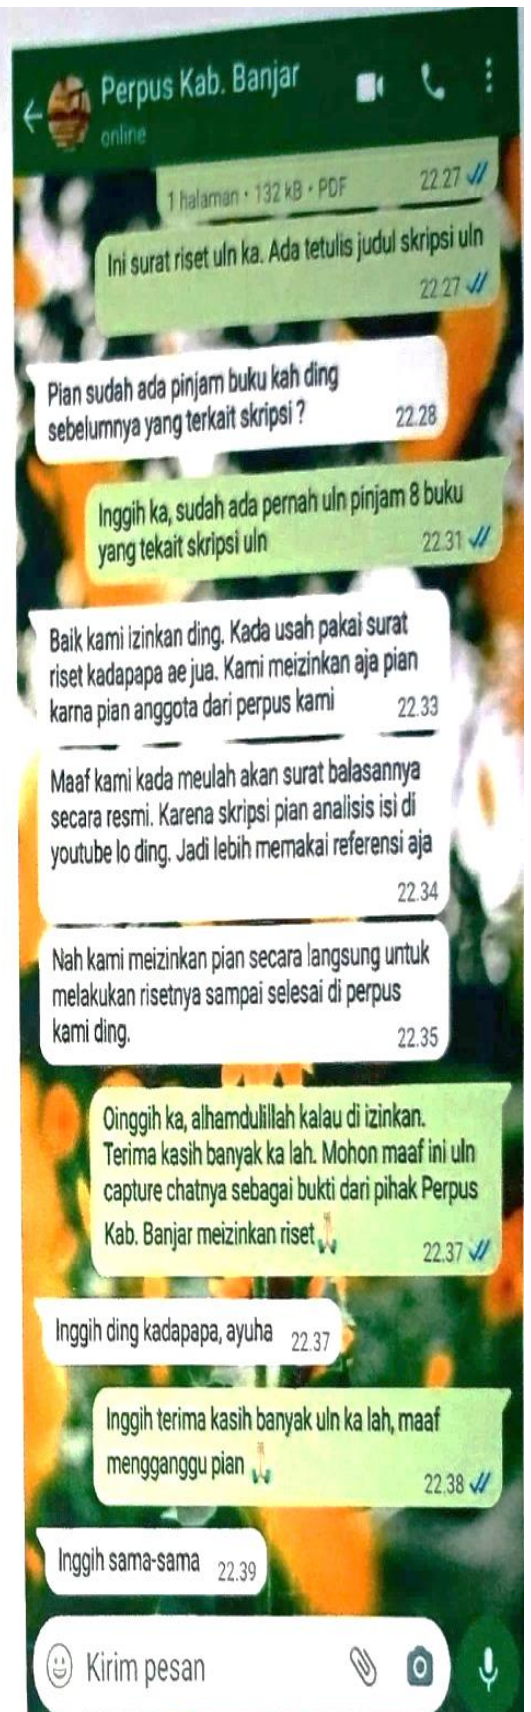 Perpus Kab. Banjar
online
1 halaman • 132 kB • PDF 22.27
Ini surat riset uln ka. Ada tetulis judul skripsi uln
22.27
Pian sudah ada pinjam buku kah ding
sebelumnya yang terkait skripsi ? 22.28
Inggih ka, sudah ada pernah uln pinjam 8 buku
yang tekait skripsi uln 22.31
Baik kami izinkan ding. Kada usah pakai surat
riset kadapapa ae jua. Kami meizinkan aja pian
karna pian anggota dari perpus kami 22.33
Maaf kami kada meulah akan surat balasannya
secara resmi. Karena skripsi pian analisis isi di
youtube lo ding. Jadi lebih memakai referensi aja
22.34
Nah kami meizinkan pian secara langsung untuk
melakukan risetnya sampai selesai di perpus
kami ding. 22.35
Oinggih ka, alhamdulillah kalau di izinkan.
Terima kasih banyak ka lah. Mohon maaf ini uln
capture chatnya sebagai bukti dari pihak Perpus
Kab. Banjar meizinkan riset🙏 22.37
Inggih ding kadapapa, ayuha 22.37
Inggih terima kasih banyak uln ka lah, maaf
mengganggu pian🙏 22.38
Inggih sama-sama 22.39
Kirim pesan